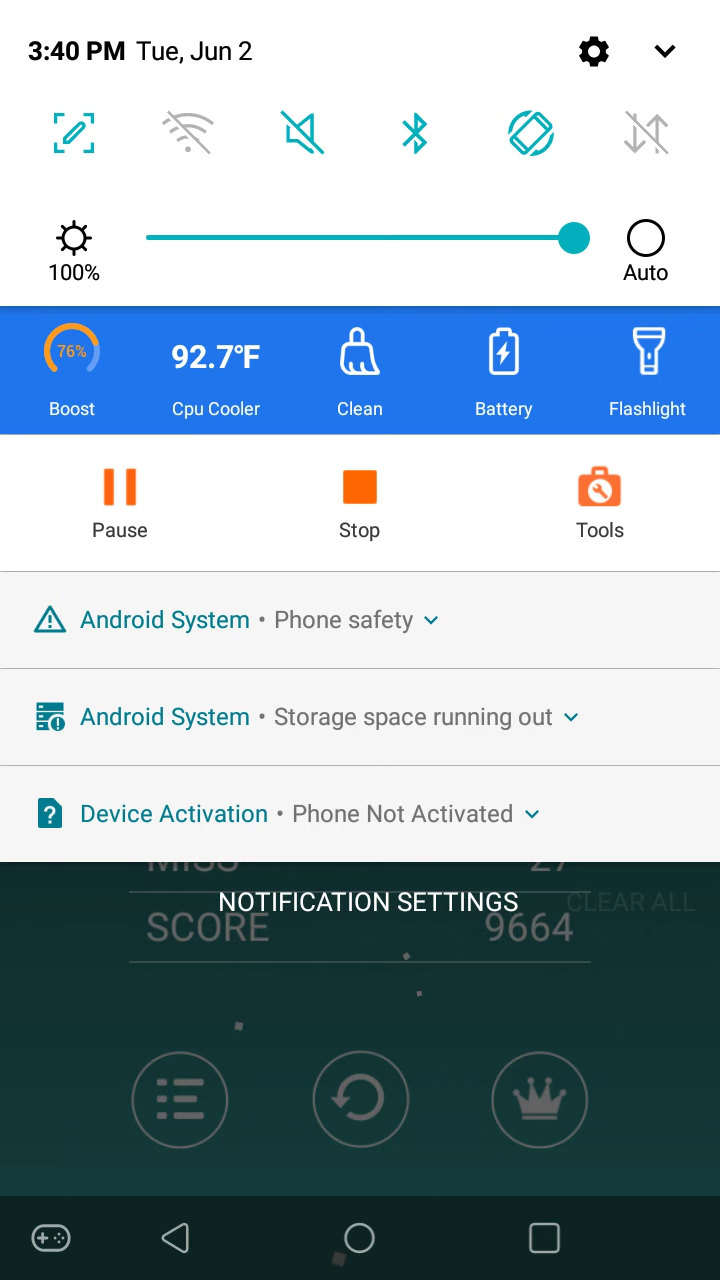 3:40 PM Tue, Jun 2
100%
Auto
76%
92.7°F
Boost
Cpu Cooler
Clean
Battery
Flashlight
Pause
Stop
Tools
Android System • Phone safety
Android System • Storage space running out
Device Activation • Phone Not Activated
MISS 27
NOTIFICATION SETTINGS
CLEAR ALL
SCORE 9664